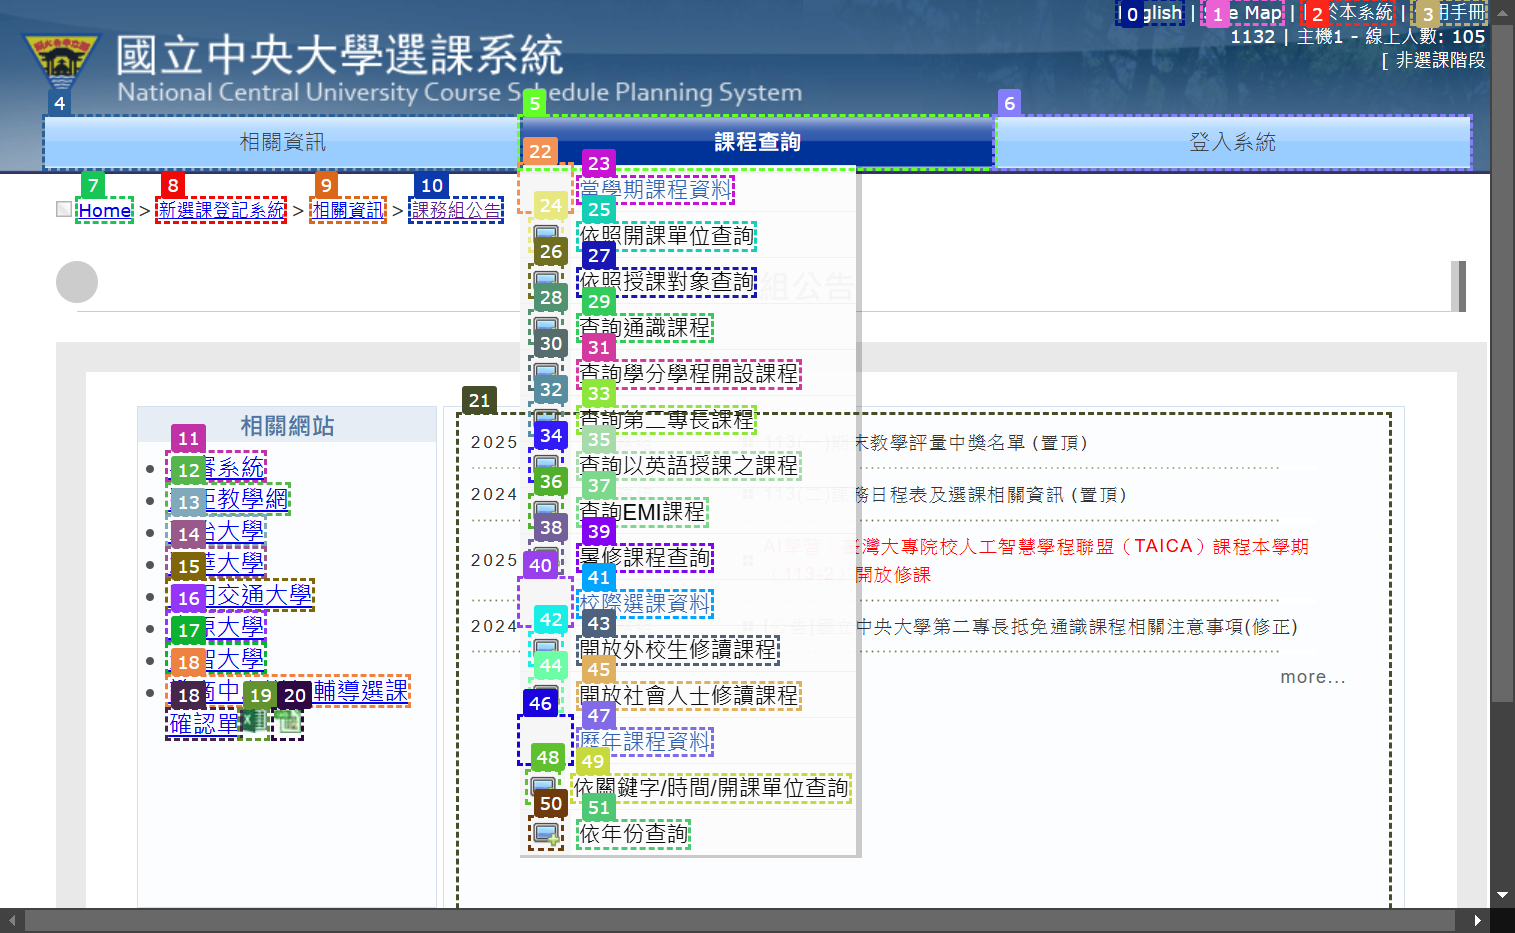 English | Site Map | 關於本系統 | 使用手冊
1132 | 主機1 - 線上人數: 105
[ 非選課階段
國立中央大學選課系統
National Central University Course Schedule Planning System
相關資訊
課程查詢
登入系統
Home > 新選課登記系統 > 相關資訊 > 課務組公告
組公告
當學期課程資料
依照開課單位查詢
依照授課對象查詢
查詢通識課程
查詢學分學程開設課程
查詢第二專長課程
查詢以英語授課之課程
查詢EMI課程
暑修課程查詢
校際選課資料
開放外校生修讀課程
開放社會人士修讀課程
歷年課程資料
依關鍵字/時間/開課單位查詢
依年份查詢
相關網站
系統
教學網
大學
大學
交通大學
大學
大學
輔導選課
確認單
2025
末教學評量中獎名單 (置頂)
2024
113(二)課務日程表及選課相關資訊 (置頂)
2025
臺灣大專院校人工智慧學程聯盟（TAICA）課程本學期
開放修課
2024
中央大學第二專長抵免通識課程相關注意事項(修正)
more...
0
1
2
3
4
5
6
7
8
9
10
11
12
13
14
15
16
17
18
18
19
20
21
22
23
24
25
26
27
28
29
30
31
32
33
34
35
36
37
38
39
40
41
42
43
44
45
46
47
48
49
50
51